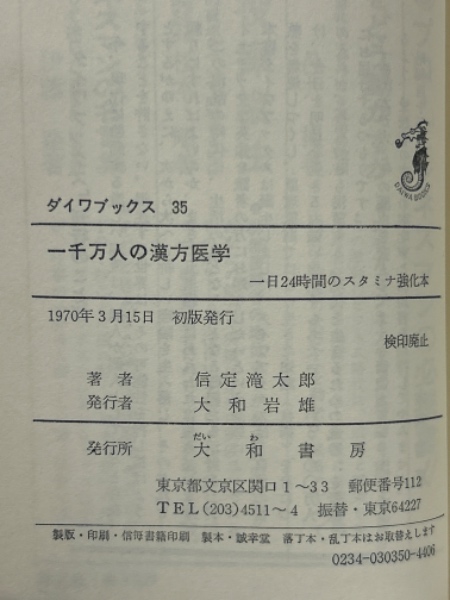 DAIWA BOOKS
ダイワブックス 35
一千万人の漢方医学
一日24時間のスタミナ強化本
1970年3月15日 初版発行
検印廃止
著者 信定滝太郎
発行者 大和岩雄
だい わ
発行所 大和書房
東京都文京区関口1〜33 郵便番号112
TEL(203)4511〜4 振替・東京64227
製版・印刷・信毎書籍印刷 製本・誠幸堂 落丁本・乱丁本はお取替えします
0234-030350-4406